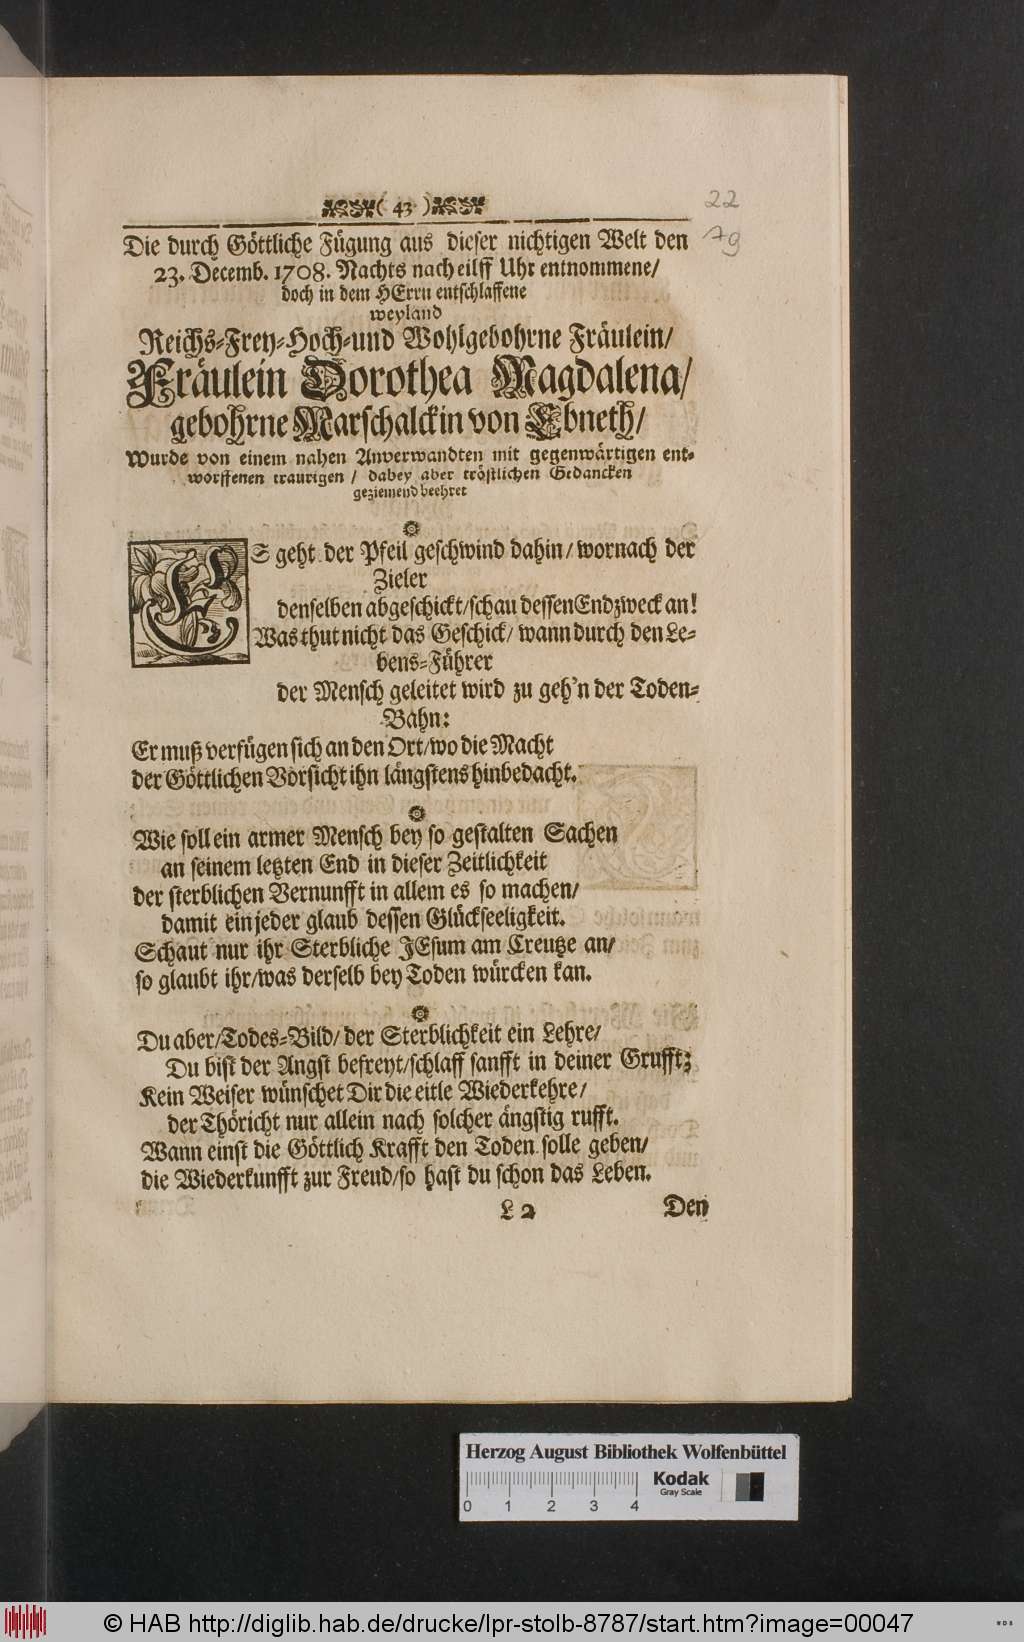 ( 43 )
22
79
Die durch Göttliche Fügung aus dieser nichtigen Welt den
23. Decemb. 1708. Nachts nach eilff Uhr entnommene/
doch in dem HErrn entschlaffene
weyland
Reichs-Frey-Hoch-und Wohlgebohrne Fräulein/
Fräulein Dorothea Magdalena/
gebohrne Marschalckin von Ebneth/
Wurde von einem nahen Anverwandten mit gegenwärtigen ent-
worffenen traurigen / dabey aber tröstlichen Gedancken
geziemend beehret
ES geht der Pfeil geschwind dahin/ wornach der
Zieler
denselben abgeschickt/schau dessen Endzweck an!
Was thut nicht das Geschick/ wann durch den Le-
bens-Führer
der Mensch geleitet wird zu geh'n der Toden-
Bahn:
Er muß verfügen sich an den Ort/wo die Macht
der Göttlichen Vorsicht ihn längstens hinbedacht.
Wie soll ein armer Mensch bey so gestalten Sachen
an seinem letzten End in dieser Zeitlichkeit
der sterblichen Vernunfft in allem es so machen/
damit ein jeder glaub dessen Glückseeligkeit.
Schaut nur ihr Sterbliche JEsum am Creutze an/
so glaubt ihr/was derselb bey Toden würcken kan.
Du aber/Todes-Bild/ der Sterblichkeit ein Lehre/
Du bist der Angst befreyt/schlaff sanfft in deiner Grufft;
Kein Weiser wünschet Dir die eitle Wiederkehre/
der Thöricht nur allein nach solcher ängstig rufft.
Wann einst die Göttlich Krafft den Toden solle geben/
die Wiederkunfft zur Freud/so hast du schon das Leben.
L 2 Den
Herzog August Bibliothek Wolfenbüttel
Kodak
Gray Scale
0 1 2 3 4
© HAB http://diglib.hab.de/drucke/lpr-stolb-8787/start.htm?image=00047